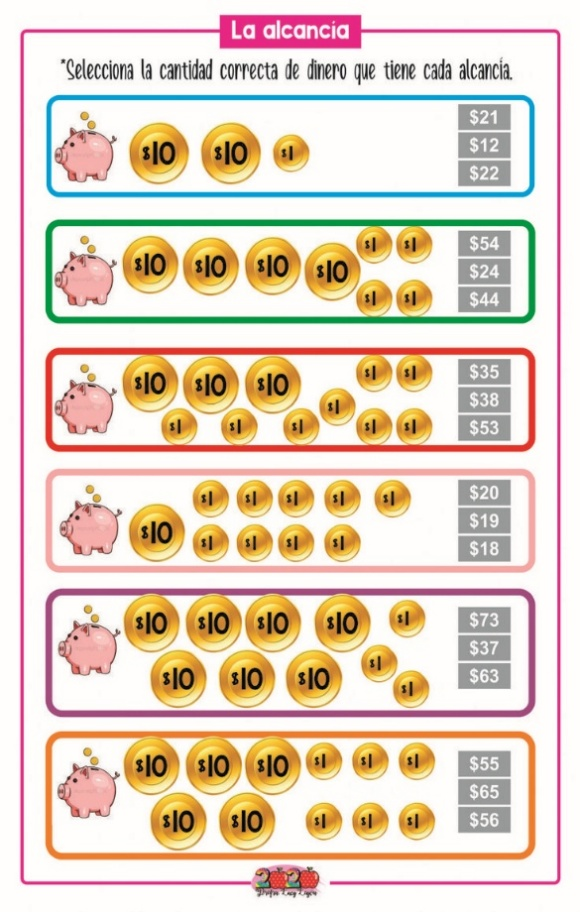 La alcancía
*Selecciona la cantidad correcta de dinero que tiene cada alcancía.
$10 $10 $1
$21
$12
$22
$1 $1
$10 $10 $10 $10
$1 $1
$54
$24
$44
$10 $10 $10 $1 $1
$1
$1 $1 $1 $1 $1
$35
$38
$53
$1 $1 $1 $1 $1
$10
$1 $1 $1 $1
$20
$19
$18
$10 $10 $10 $10 $1
$1
$10 $10 $10 $1
$73
$37
$63
$10 $10 $10 $1 $1 $1
$10 $10 $1 $1 $1
$55
$65
$56
2020